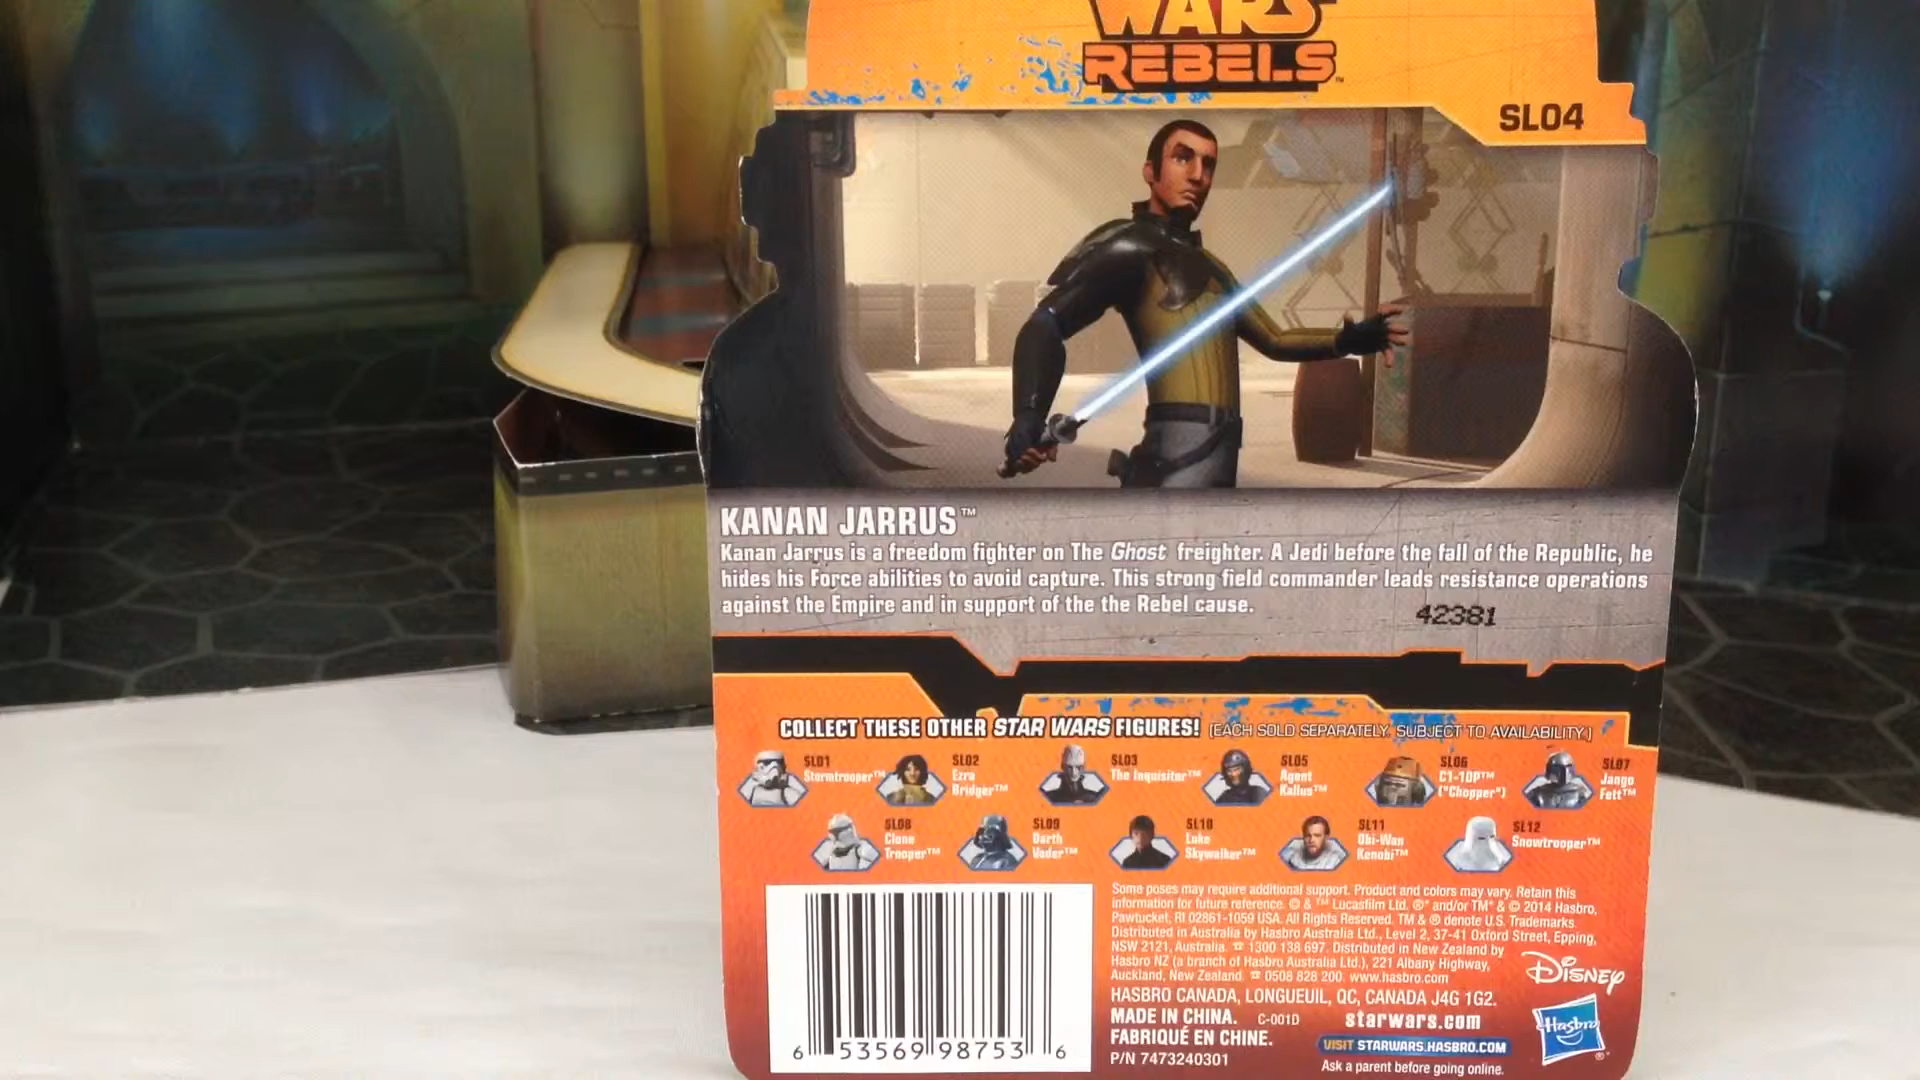 WARS
REBELS™
SL04
KANAN JARRUS™
Kanan Jarrus is a freedom fighter on The Ghost freighter. A Jedi before the fall of the Republic, he
hides his Force abilities to avoid capture. This strong field commander leads resistance operations
against the Empire and in support of the the Rebel cause.
42381
COLLECT THESE OTHER STAR WARS FIGURES! (EACH SOLD SEPARATELY. SUBJECT TO AVAILABILITY.)
SL01
Stormtrooper™
SL02
Ezra
Bridger™
SL03
The Inquisitor™
SL05
Agent
Kallus™
SL06
C1-10P™
("Chopper")
SL07
Jango
Fett™
SL08
Clone
Trooper™
SL09
Darth
Vader™
SL10
Luke
Skywalker™
SL11
Obi-Wan
Kenobi™
SL12
Snowtrooper™
Some poses may require additional support. Product and colors may vary. Retain this
information for future reference. © & ™ Lucasfilm Ltd. ®* and/or TM* & © 2014 Hasbro,
Pawtucket, RI 02861-1059 USA. All Rights Reserved. TM & ® denote U.S. Trademarks.
Distributed in Australia by Hasbro Australia Ltd., Level 2, 37-41 Oxford Street, Epping,
NSW 2121, Australia. ☎ 1300 138 697. Distributed in New Zealand by
Hasbro NZ (a branch of Hasbro Australia Ltd.), 221 Albany Highway,
Auckland, New Zealand. ☎ 0508 828 200. www.hasbro.com
HASBRO CANADA, LONGUEUIL, QC, CANADA J4G 1G2.
MADE IN CHINA. C-001D
FABRIQUÉ EN CHINE.
P/N 7473240301
starwars.com
VISIT STARWARS.HASBRO.COM
Ask a parent before going online.
Disney
Hasbro
6 53569 98753 6